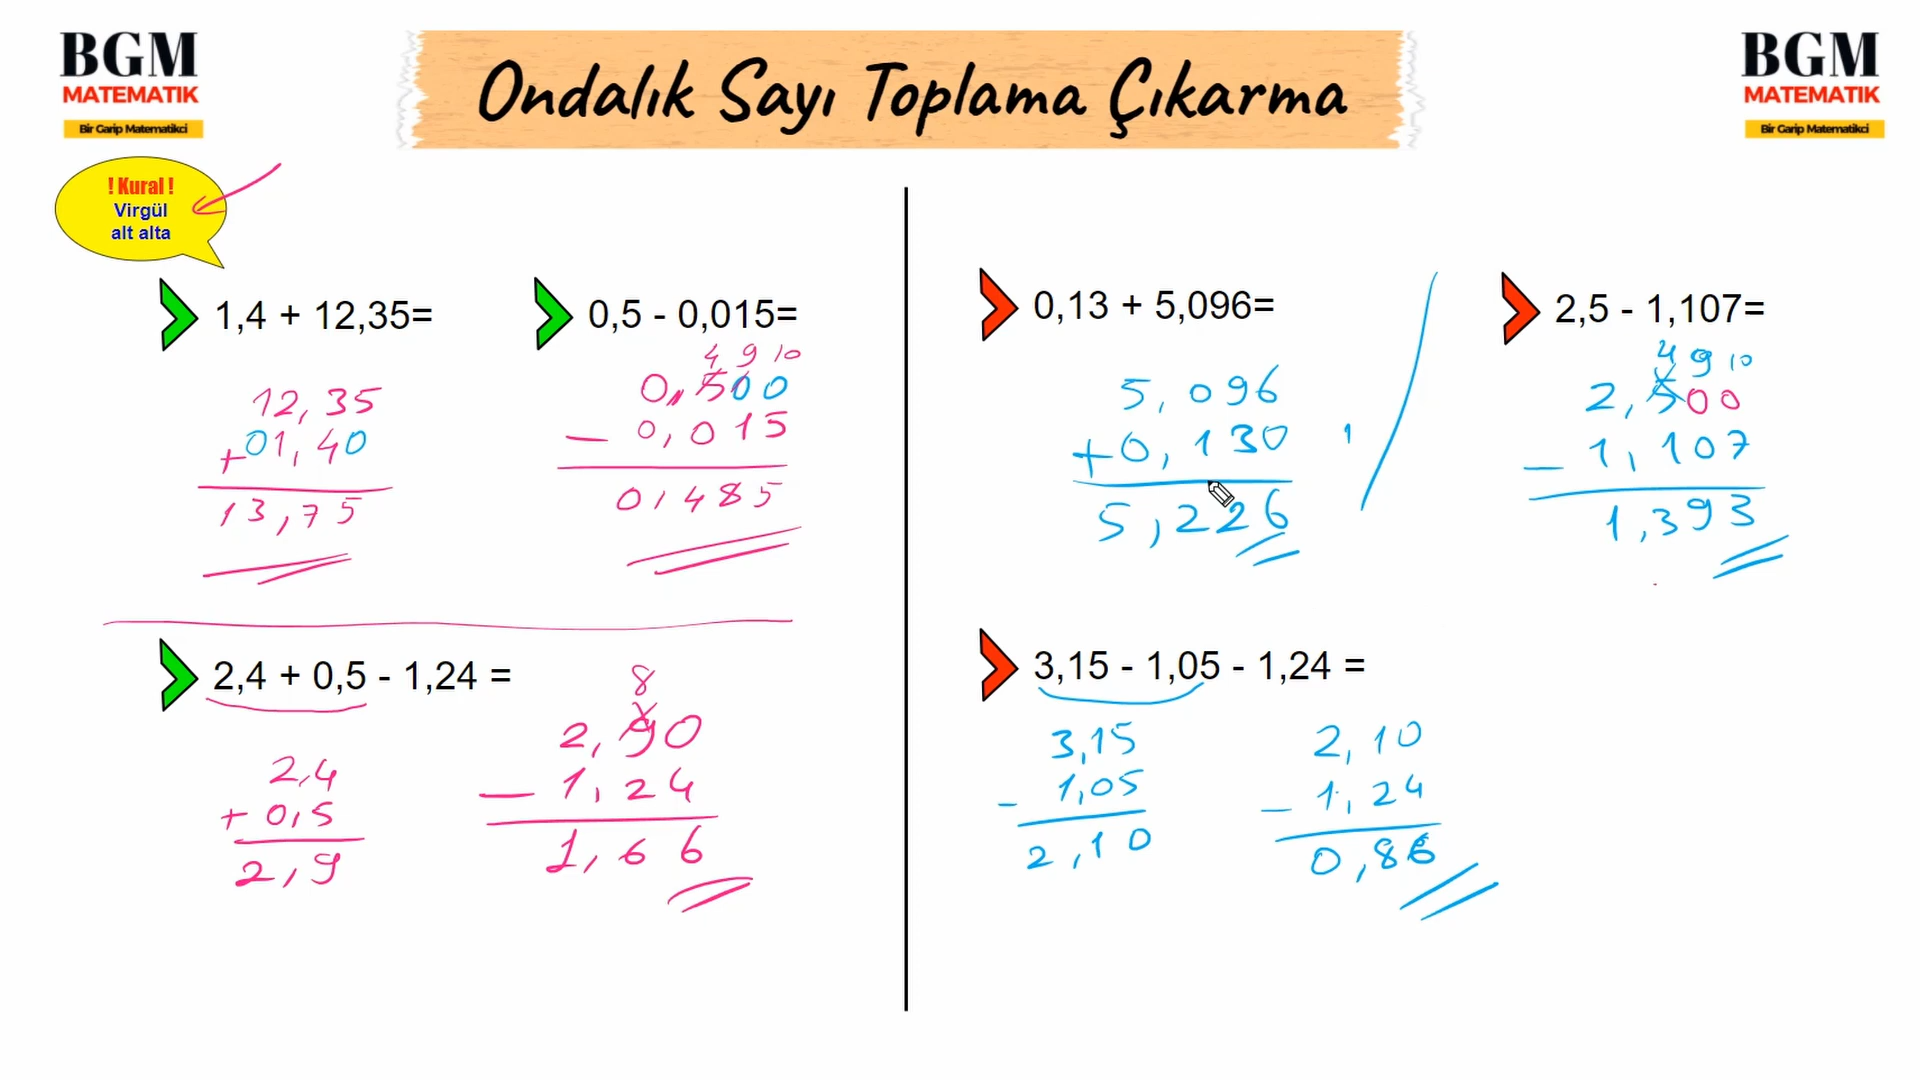 BGM
MATEMATIK
Bir Garip Matematikci
Ondalık Sayı Toplama Çıkarma
BGM
MATEMATIK
Bir Garip Matematikci
! Kural !
Virgül
alt alta
1,4 + 12,35=
12,35
+01,40
13,75
0,5 - 0,015=
4 9 10
0,500
- 0,015
0,485
2,4 + 0,5 - 1,24 =
2,4
+ 0,5
2,9
8
2,90
- 1,24
1,66
0,13 + 5,096=
5,096
+0,130
1
5,226
2,5 - 1,107=
4 9 10
2,500
- 1,107
1,393
3,15 - 1,05 - 1,24 =
3,15
- 1,05
2,10
2,10
- 1,24
0,86